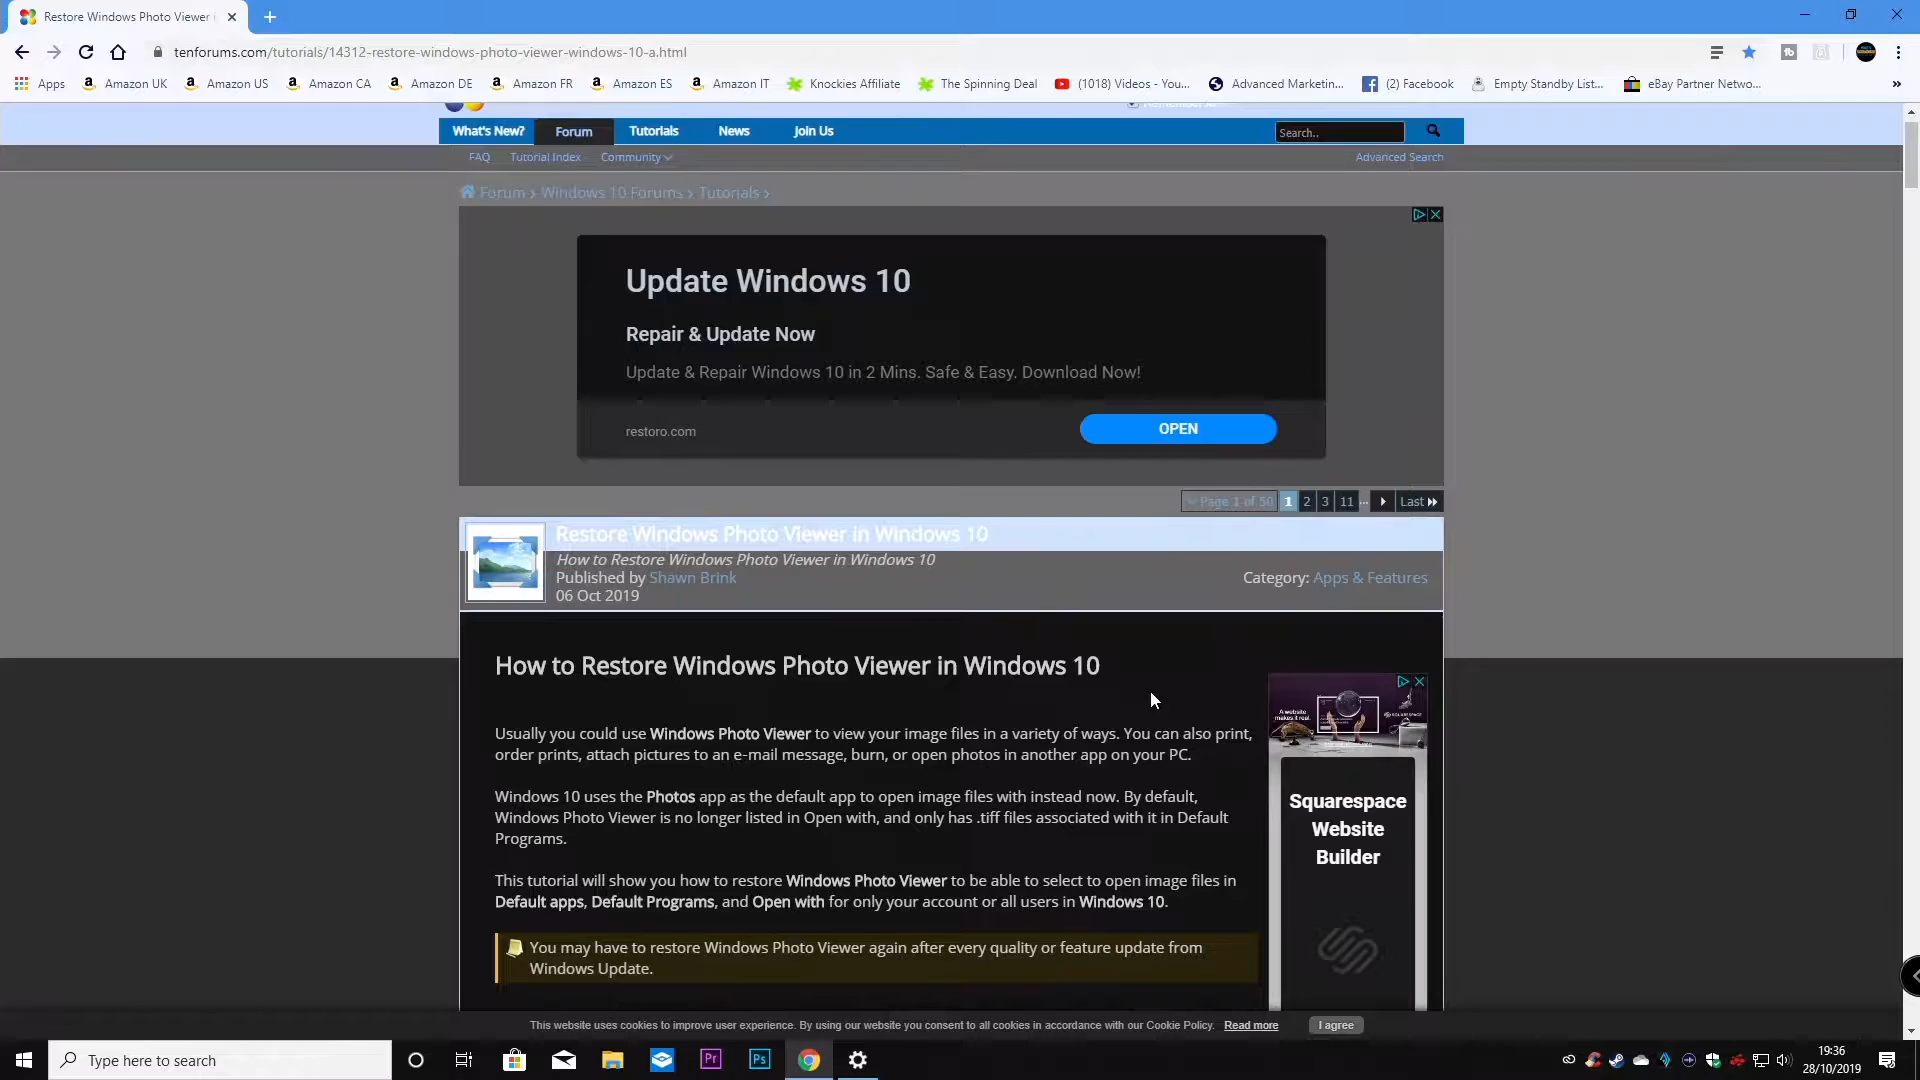 Restore Windows Photo Viewer i
tenforums.com/tutorials/14312-restore-windows-photo-viewer-windows-10-a.html
Apps
Amazon UK
Amazon US
Amazon CA
Amazon DE
Amazon FR
Amazon ES
Amazon IT
Knockies Affiliate
The Spinning Deal
(1018) Videos - You...
Advanced Marketin...
(2) Facebook
Empty Standby List...
eBay Partner Netwo...
What's New?
Forum
Tutorials
News
Join Us
Search..
FAQ
Tutorial Index
Community
Advanced Search
Forum > Windows 10 Forums > Tutorials >
Update Windows 10
Repair & Update Now
Update & Repair Windows 10 in 2 Mins. Safe & Easy. Download Now!
restoro.com
OPEN
Page 1 of 50
1 2 3 11 ...
Last
Restore Windows Photo Viewer in Windows 10
How to Restore Windows Photo Viewer in Windows 10
Published by Shawn Brink
Category: Apps & Features
06 Oct 2019
How to Restore Windows Photo Viewer in Windows 10
Usually you could use Windows Photo Viewer to view your image files in a variety of ways. You can also print,
order prints, attach pictures to an e-mail message, burn, or open photos in another app on your PC.
Windows 10 uses the Photos app as the default app to open image files with instead now. By default,
Windows Photo Viewer is no longer listed in Open with, and only has .tiff files associated with it in Default
Programs.
This tutorial will show you how to restore Windows Photo Viewer to be able to select to open image files in
Default apps, Default Programs, and Open with for only your account or all users in Windows 10.
You may have to restore Windows Photo Viewer again after every quality or feature update from
Windows Update.
A website
makes it real.
SQUARESPACE
Squarespace
Website
Builder
This website uses cookies to improve user experience. By using our website you consent to all cookies in accordance with our Cookie Policy. Read more
I agree
Type here to search
Pr
Ps
19:36
28/10/2019